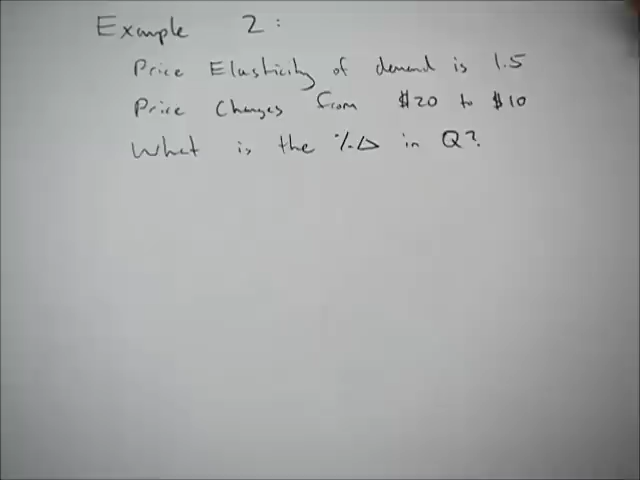 Example 2:
Price Elasticity of demand is 1.5
Price Changes from $20 to $10
What is the %Δ in Q?